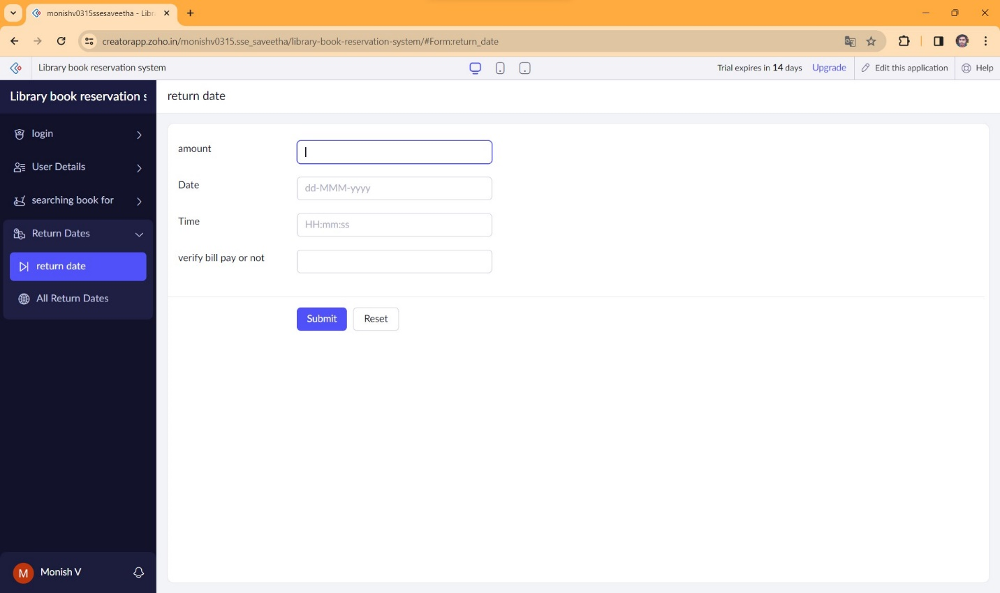 monishv0315ssesaveetha - Libr
creatorapp.zoho.in/monishv0315.sse_saveetha/library-book-reservation-system/#Form:return_date
Library book reservation system
Trial expires in 14 days Upgrade
Edit this application
Help
Library book reservation s
return date
login
User Details
searching book for
Return Dates
return date
All Return Dates
amount
Date
dd-MMM-yyyy
Time
HH:mm:ss
verify bill pay or not
Submit
Reset
M
Monish V